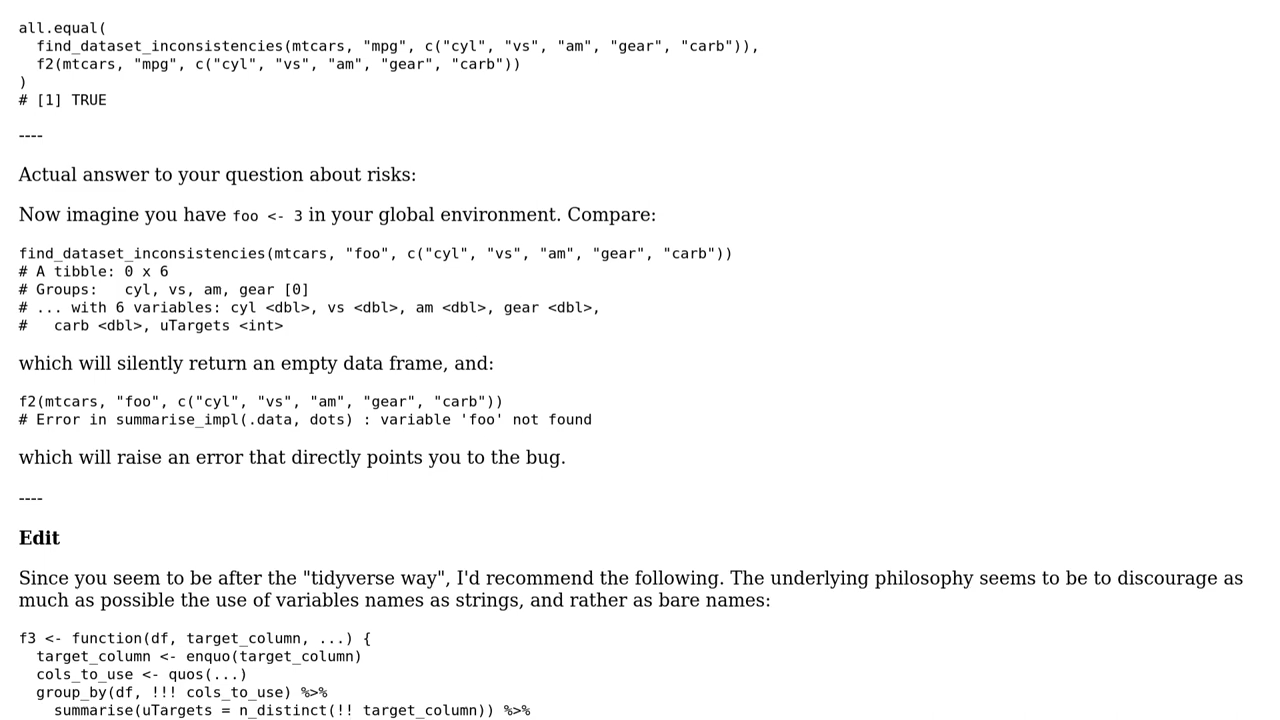 all.equal(
  find_dataset_inconsistencies(mtcars, "mpg", c("cyl", "vs", "am", "gear", "carb")),
  f2(mtcars, "mpg", c("cyl", "vs", "am", "gear", "carb"))
)
# [1] TRUE
----
Actual answer to your question about risks:
Now imagine you have foo <- 3 in your global environment. Compare:
find_dataset_inconsistencies(mtcars, "foo", c("cyl", "vs", "am", "gear", "carb"))
# A tibble: 0 x 6
# Groups:   cyl, vs, am, gear [0]
# ... with 6 variables: cyl <dbl>, vs <dbl>, am <dbl>, gear <dbl>,
#   carb <dbl>, uTargets <int>
which will silently return an empty data frame, and:
f2(mtcars, "foo", c("cyl", "vs", "am", "gear", "carb"))
# Error in summarise_impl(.data, dots) : variable 'foo' not found
which will raise an error that directly points you to the bug.
----
Edit
Since you seem to be after the "tidyverse way", I'd recommend the following. The underlying philosophy seems to be to discourage as
much as possible the use of variables names as strings, and rather as bare names:
f3 <- function(df, target_column, ...) {
  target_column <- enquo(target_column)
  cols_to_use <- quos(...)
  group_by(df, !!! cols_to_use) %>%
    summarise(uTargets = n_distinct(!! target_column)) %>%